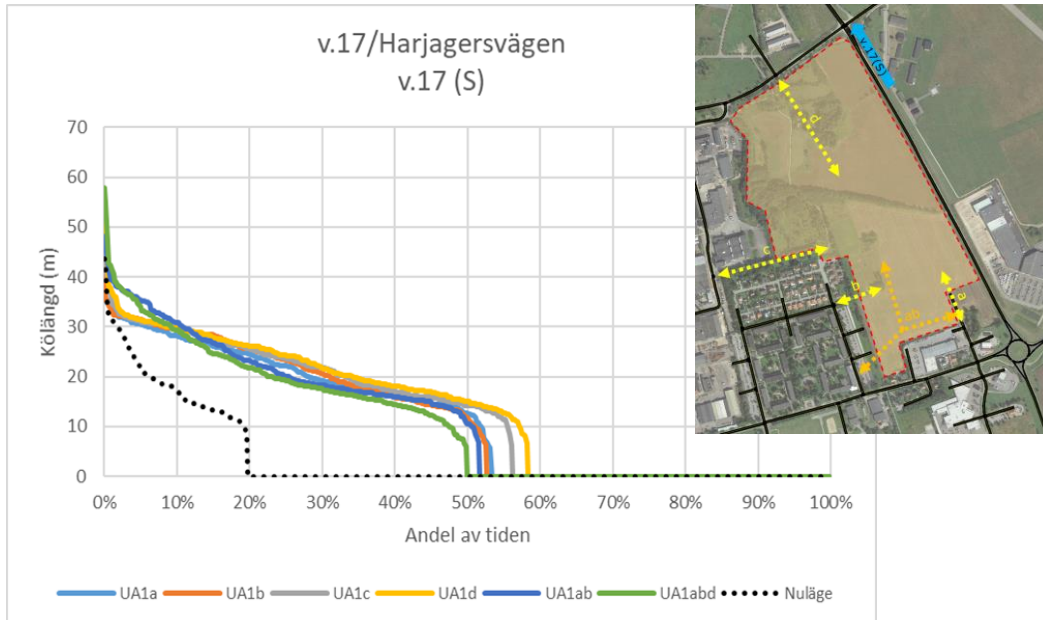 v.17/Harjagersvägen
v.17 (S)
Kölängd (m)
70
60
50
40
30
20
10
0
0% 10% 20% 30% 40% 50% 60% 70% 80% 90% 100%
Andel av tiden
UA1a UA1b UA1c UA1d UA1ab UA1abd Nuläge
v.17(S)
d
c
b
a
ab